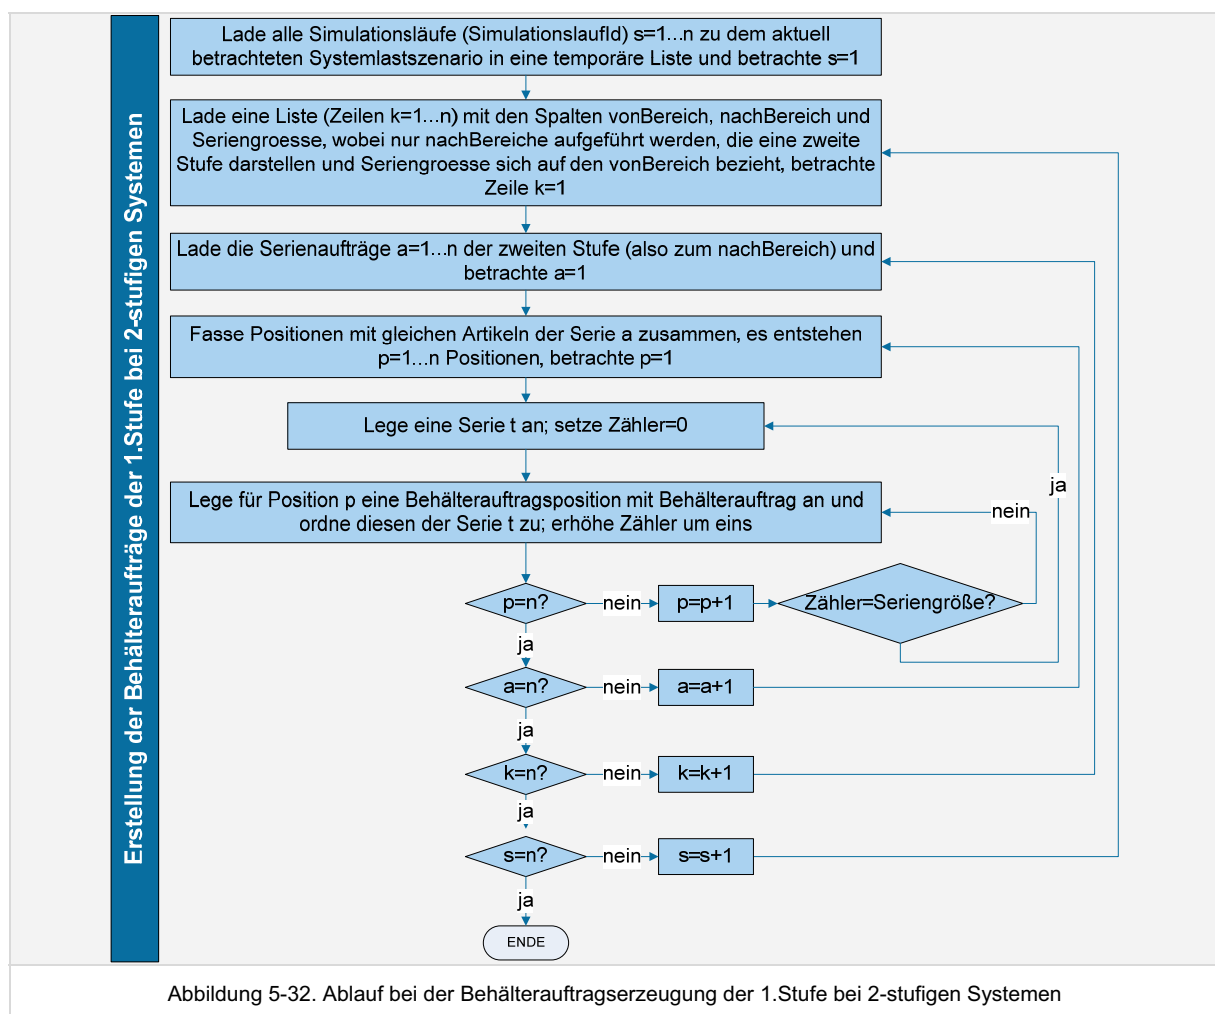 Erstellung der Behälteraufträge der 1.Stufe bei 2-stufigen Systemen
Lade alle Simulationsläufe (SimulationslaufId) s=1...n zu dem aktuell
betrachteten Systemlastszenario in eine temporäre Liste und betrachte s=1
Lade eine Liste (Zeilen k=1...n) mit den Spalten vonBereich, nachBereich und
Seriengroesse, wobei nur nachBereiche aufgeführt werden, die eine zweite
Stufe darstellen und Seriengroesse sich auf den vonBereich bezieht, betrachte
Zeile k=1
Lade die Serienaufträge a=1...n der zweiten Stufe (also zum nachBereich) und
betrachte a=1
Fasse Positionen mit gleichen Artikeln der Serie a zusammen, es entstehen
p=1...n Positionen, betrachte p=1
Lege eine Serie t an; setze Zähler=0
Lege für Position p eine Behälterauftragsposition mit Behälterauftrag an und
ordne diesen der Serie t zu; erhöhe Zähler um eins
ja
nein
p=n?
nein
p=p+1
Zähler=Seriengröße?
ja
a=n?
nein
a=a+1
ja
k=n?
nein
k=k+1
ja
s=n?
nein
s=s+1
ja
ENDE
Abbildung 5-32. Ablauf bei der Behälterauftragserzeugung der 1.Stufe bei 2-stufigen Systemen